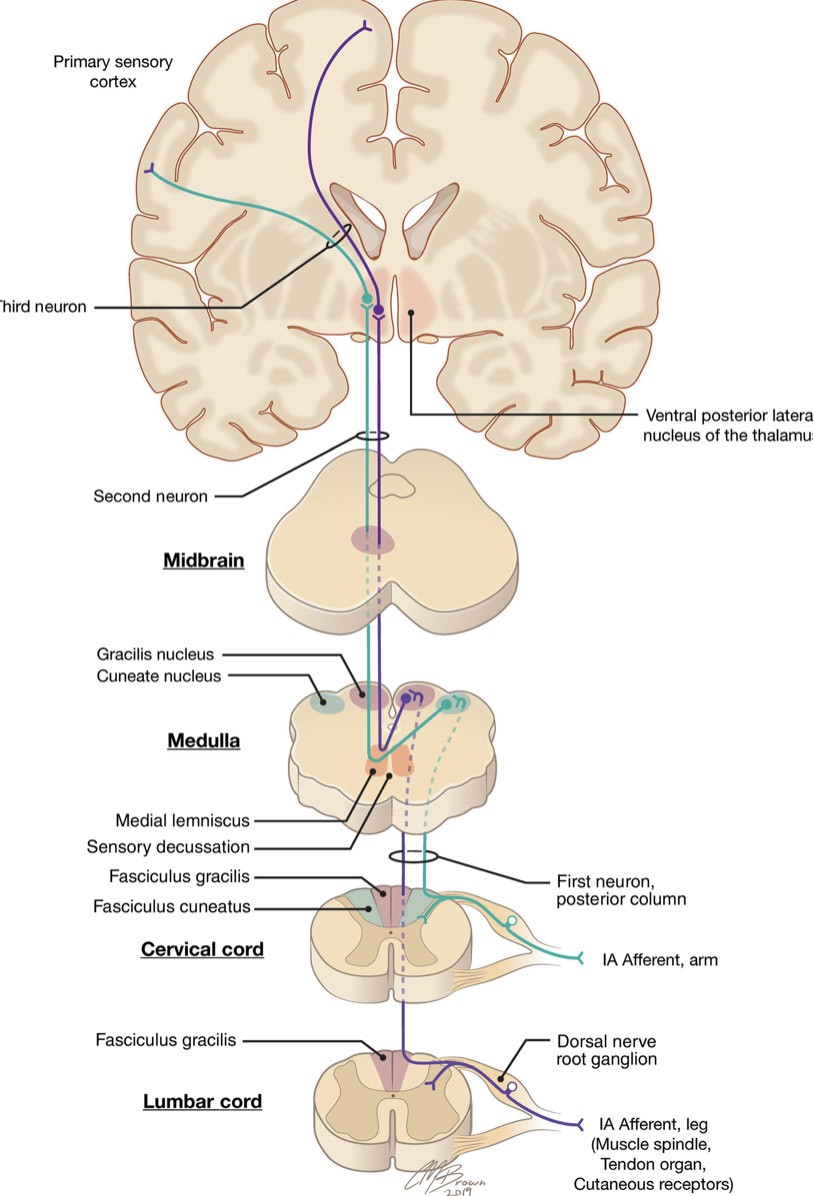 Primary sensory
cortex
Third neuron
Ventral posterior latera
nucleus of the thalamu
Second neuron
Midbrain
Gracilis nucleus
Cuneate nucleus
Medulla
Medial lemniscus
Sensory decussation
Fasciculus gracilis
Fasciculus cuneatus
First neuron,
posterior column
Cervical cord
IA Afferent, arm
Fasciculus gracilis
Dorsal nerve
root ganglion
Lumbar cord
IA Afferent, leg
(Muscle spindle,
Tendon organ,
Cutaneous receptors)
Brown
2019